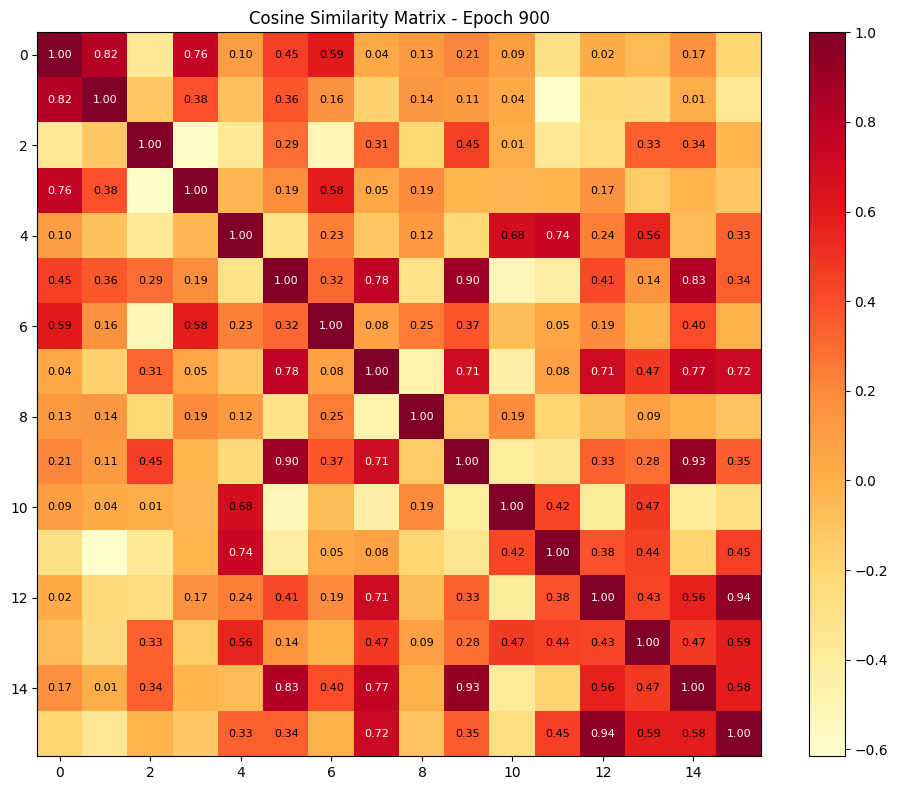 Cosine Similarity Matrix - Epoch 900
0 1.00 0.82 0.76 0.10 0.45 0.59 0.04 0.13 0.21 0.09 0.02 0.17
0.82 1.00 0.38 0.36 0.16 0.14 0.11 0.04 0.01
2 1.00 0.29 0.31 0.45 0.01 0.33 0.34
0.76 0.38 1.00 0.19 0.58 0.05 0.19 0.17
4 0.10 1.00 0.23 0.12 0.68 0.74 0.24 0.56 0.33
0.45 0.36 0.29 0.19 1.00 0.32 0.78 0.90 0.41 0.14 0.83 0.34
6 0.59 0.16 0.58 0.23 0.32 1.00 0.08 0.25 0.37 0.05 0.19 0.40
0.04 0.31 0.05 0.78 0.08 1.00 0.71 0.08 0.71 0.47 0.77 0.72
8 0.13 0.14 0.19 0.12 0.25 1.00 0.19 0.09
0.21 0.11 0.45 0.90 0.37 0.71 1.00 0.33 0.28 0.93 0.35
10 0.09 0.04 0.01 0.68 0.19 1.00 0.42 0.47
0.74 0.05 0.08 0.42 1.00 0.38 0.44 0.45
12 0.02 0.17 0.24 0.41 0.19 0.71 0.33 0.38 1.00 0.43 0.56 0.94
0.33 0.56 0.14 0.47 0.09 0.28 0.47 0.44 0.43 1.00 0.47 0.59
14 0.17 0.01 0.34 0.83 0.40 0.77 0.93 0.56 0.47 1.00 0.58
0.33 0.34 0.72 0.35 0.45 0.94 0.59 0.58 1.00
0 2 4 6 8 10 12 14
1.0
0.8
0.6
0.4
0.2
0.0
−0.2
−0.4
−0.6